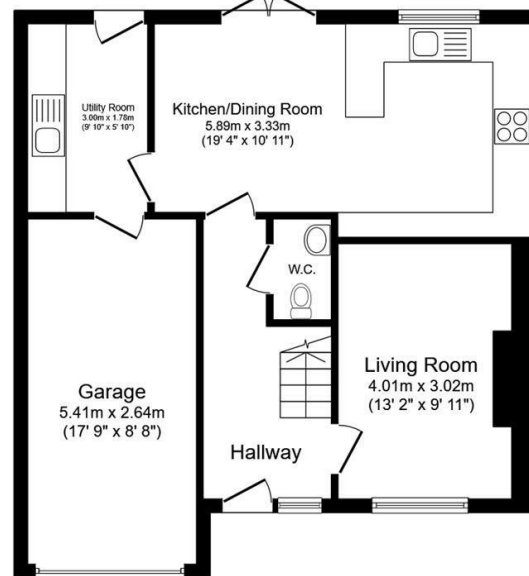 Utility Room
3.00m x 1.78m
(9' 10" x 5' 10")
Kitchen/Dining Room
5.89m x 3.33m
(19' 4" x 10' 11")
W.C.
Garage
5.41m x 2.64m
(17' 9" x 8' 8")
Living Room
4.01m x 3.02m
(13' 2" x 9' 11")
Hallway